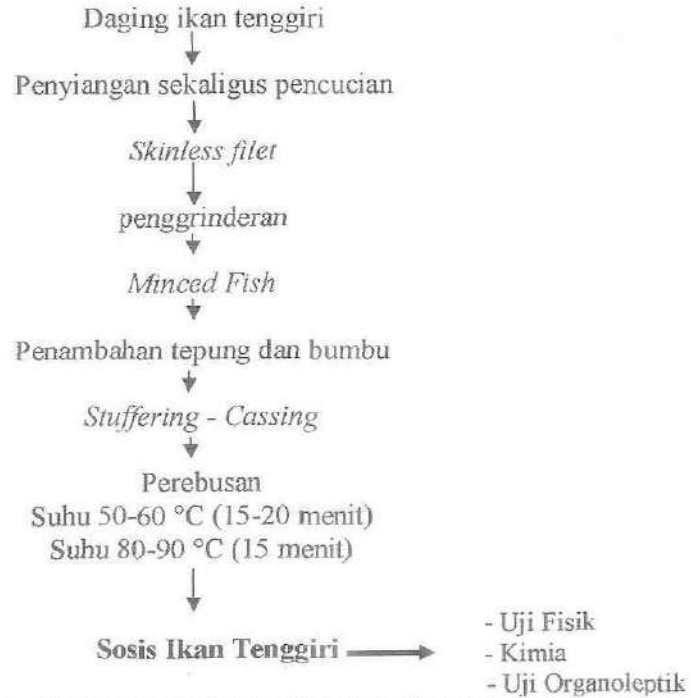 Daging ikan tenggiri
Penyiangan sekaligus pencucian
Skinless filet
penggrinderan
Minced Fish
Penambahan tepung dan bumbu
Stuffering - Cassing
Perebusan
Suhu 50-60 °C (15-20 menit)
Suhu 80-90 °C (15 menit)
Sosis Ikan Tenggiri
- Uji Fisik
- Kimia
- Uji Organoleptik